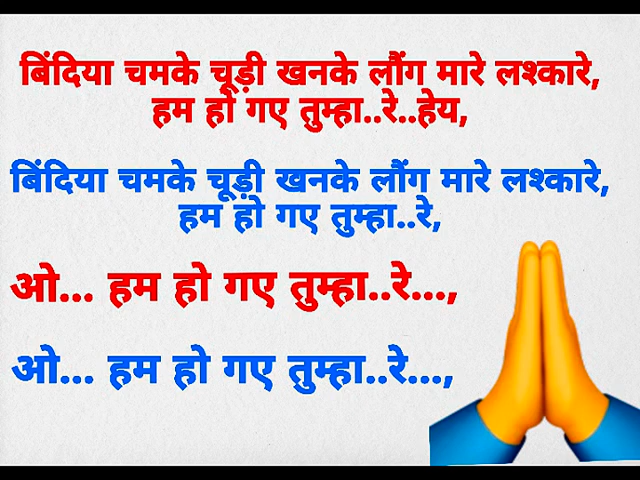 बिंदिया चमके चूड़ी खनके लौंग मारे लश्कारे,
हम हो गए तुम्हा..रे..हेय,
बिंदिया चमके चूड़ी खनके लौंग मारे लश्कारे,
हम हो गए तुम्हा..रे,
ओ... हम हो गए तुम्हा..रे...,
ओ... हम हो गए तुम्हा..रे...,